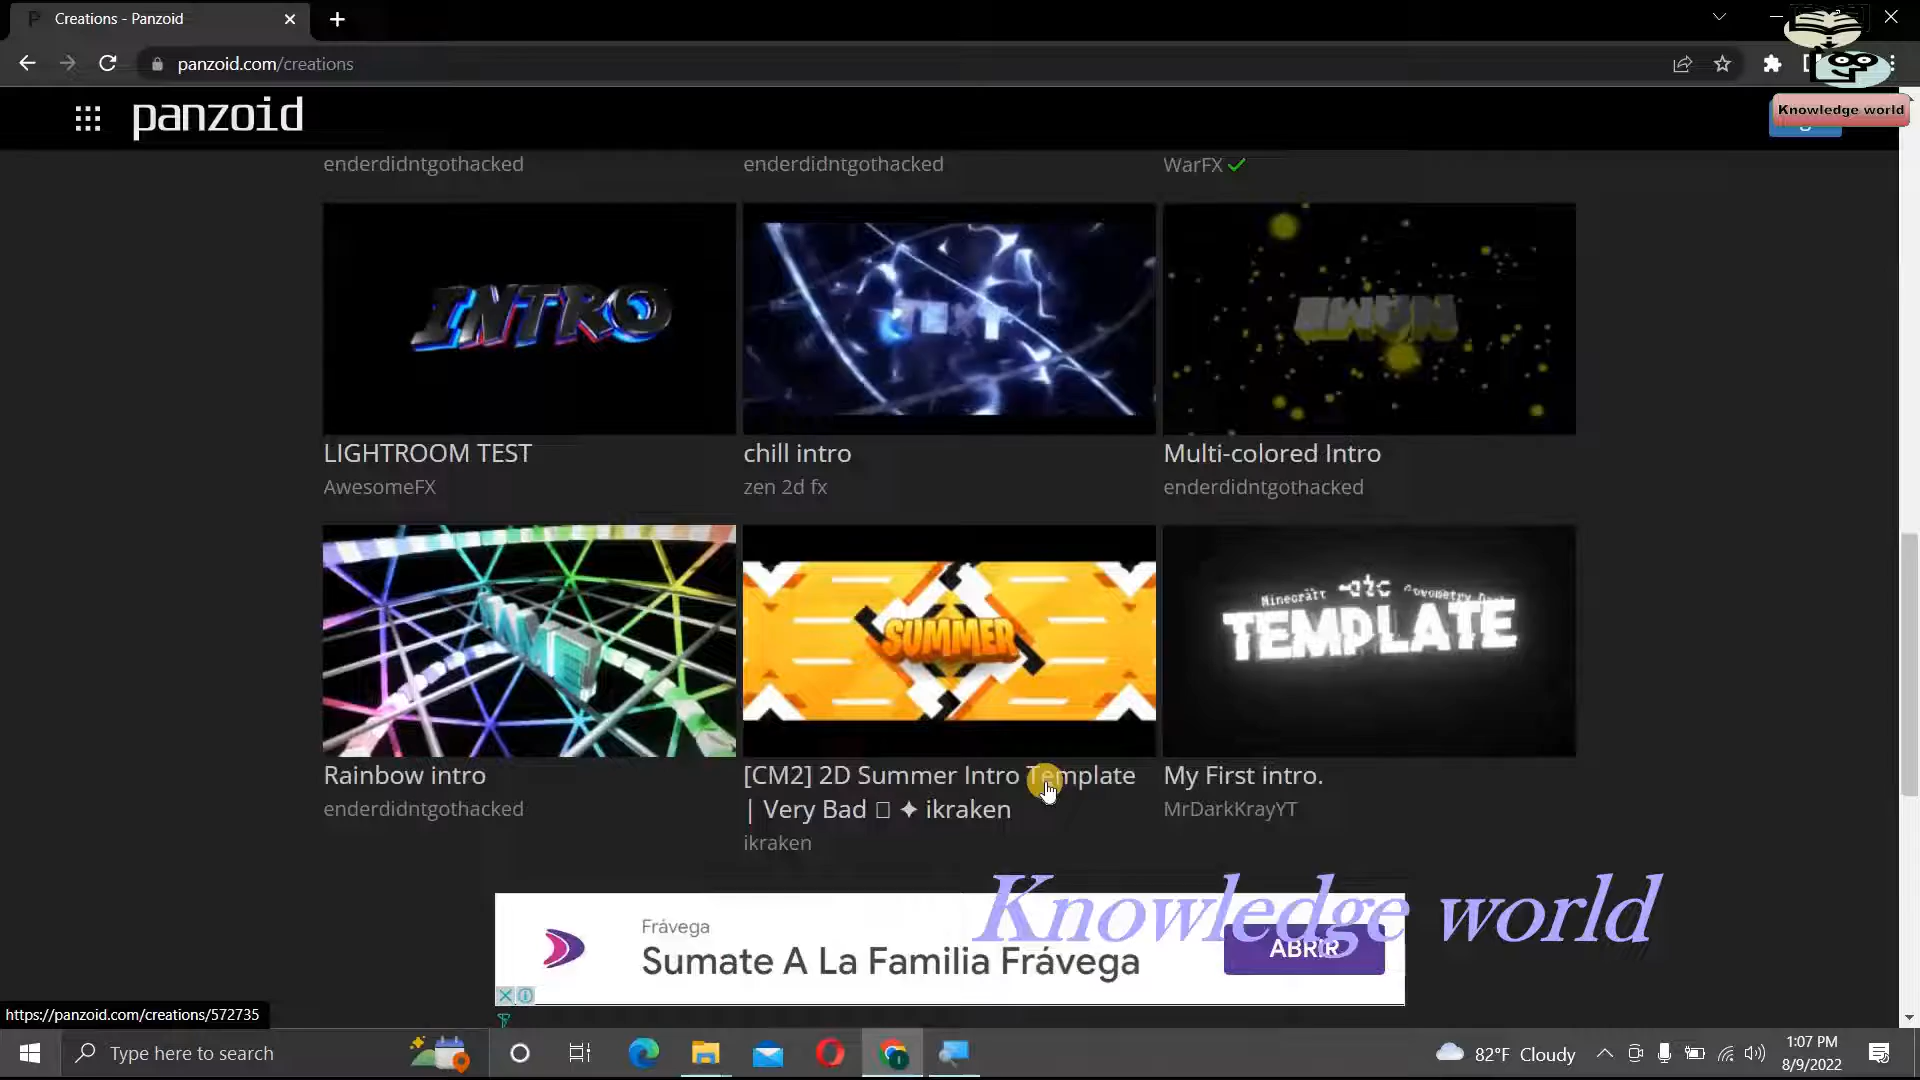 Creations - Panzoid
panzoid.com/creations
panzoid
Knowledge world
enderdidntgothacked
enderdidntgothacked
WarFX
INTRO
TEXT
LIGHTROOM TEST
AwesomeFX
chill intro
zen 2d fx
Multi-colored Intro
enderdidntgothacked
SUMMER
Minecraft
TEMPLATE
Rainbow intro
enderdidntgothacked
[CM2] 2D Summer Intro Template
| Very Bad ▯ ✦ ikraken
ikraken
My First intro.
MrDarkKrayYT
Knowledge world
Frávega
Sumate A La Familia Frávega
ABRIR
https://panzoid.com/creations/572735
Type here to search
82°F Cloudy
1:07 PM
8/9/2022